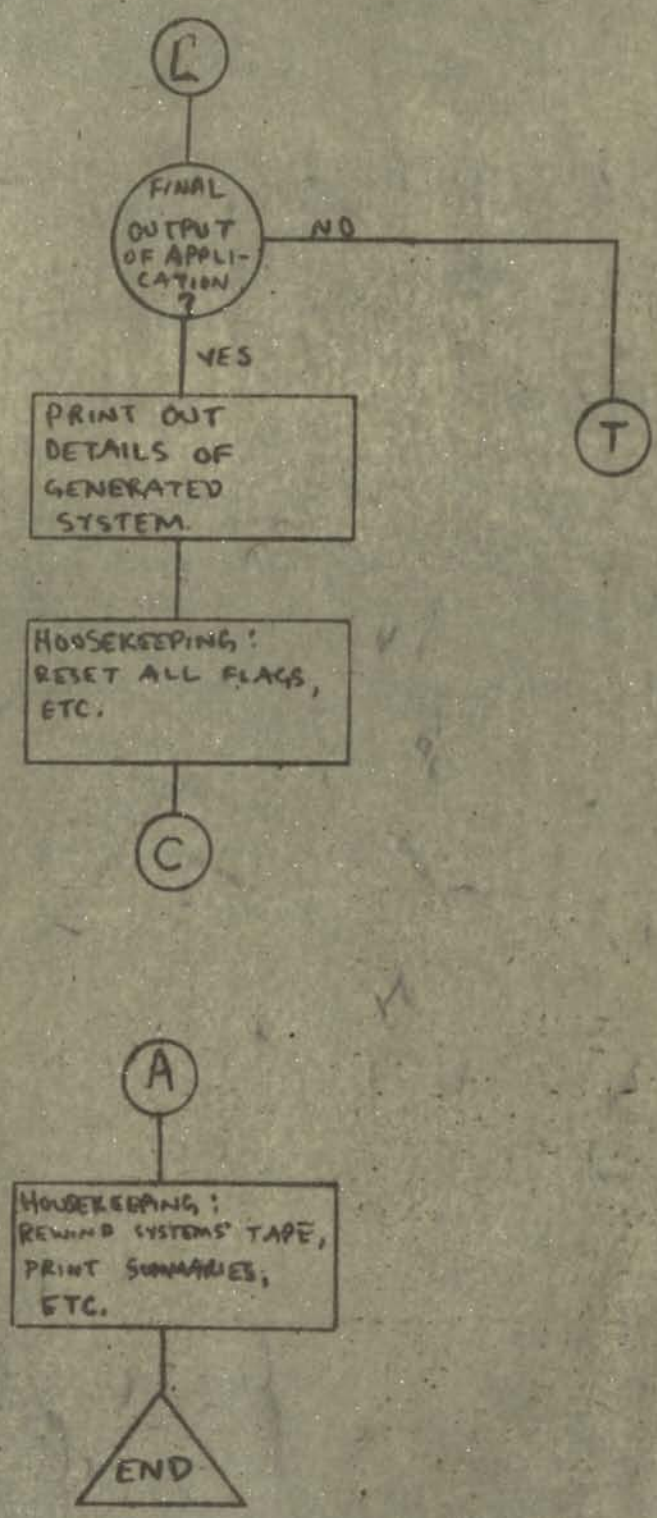 FINAL
OUTPUT
OF APPLI-
CATION
?
NO
YES
T
PRINT OUT
DETAILS OF
GENERATED
SYSTEM.
HOUSEKEEPING:
RESET ALL FLAGS,
ETC.
C
A
HOUSEKEEPING:
REWIND SYSTEMS' TAPE,
PRINT SUMMARIES,
ETC.
END